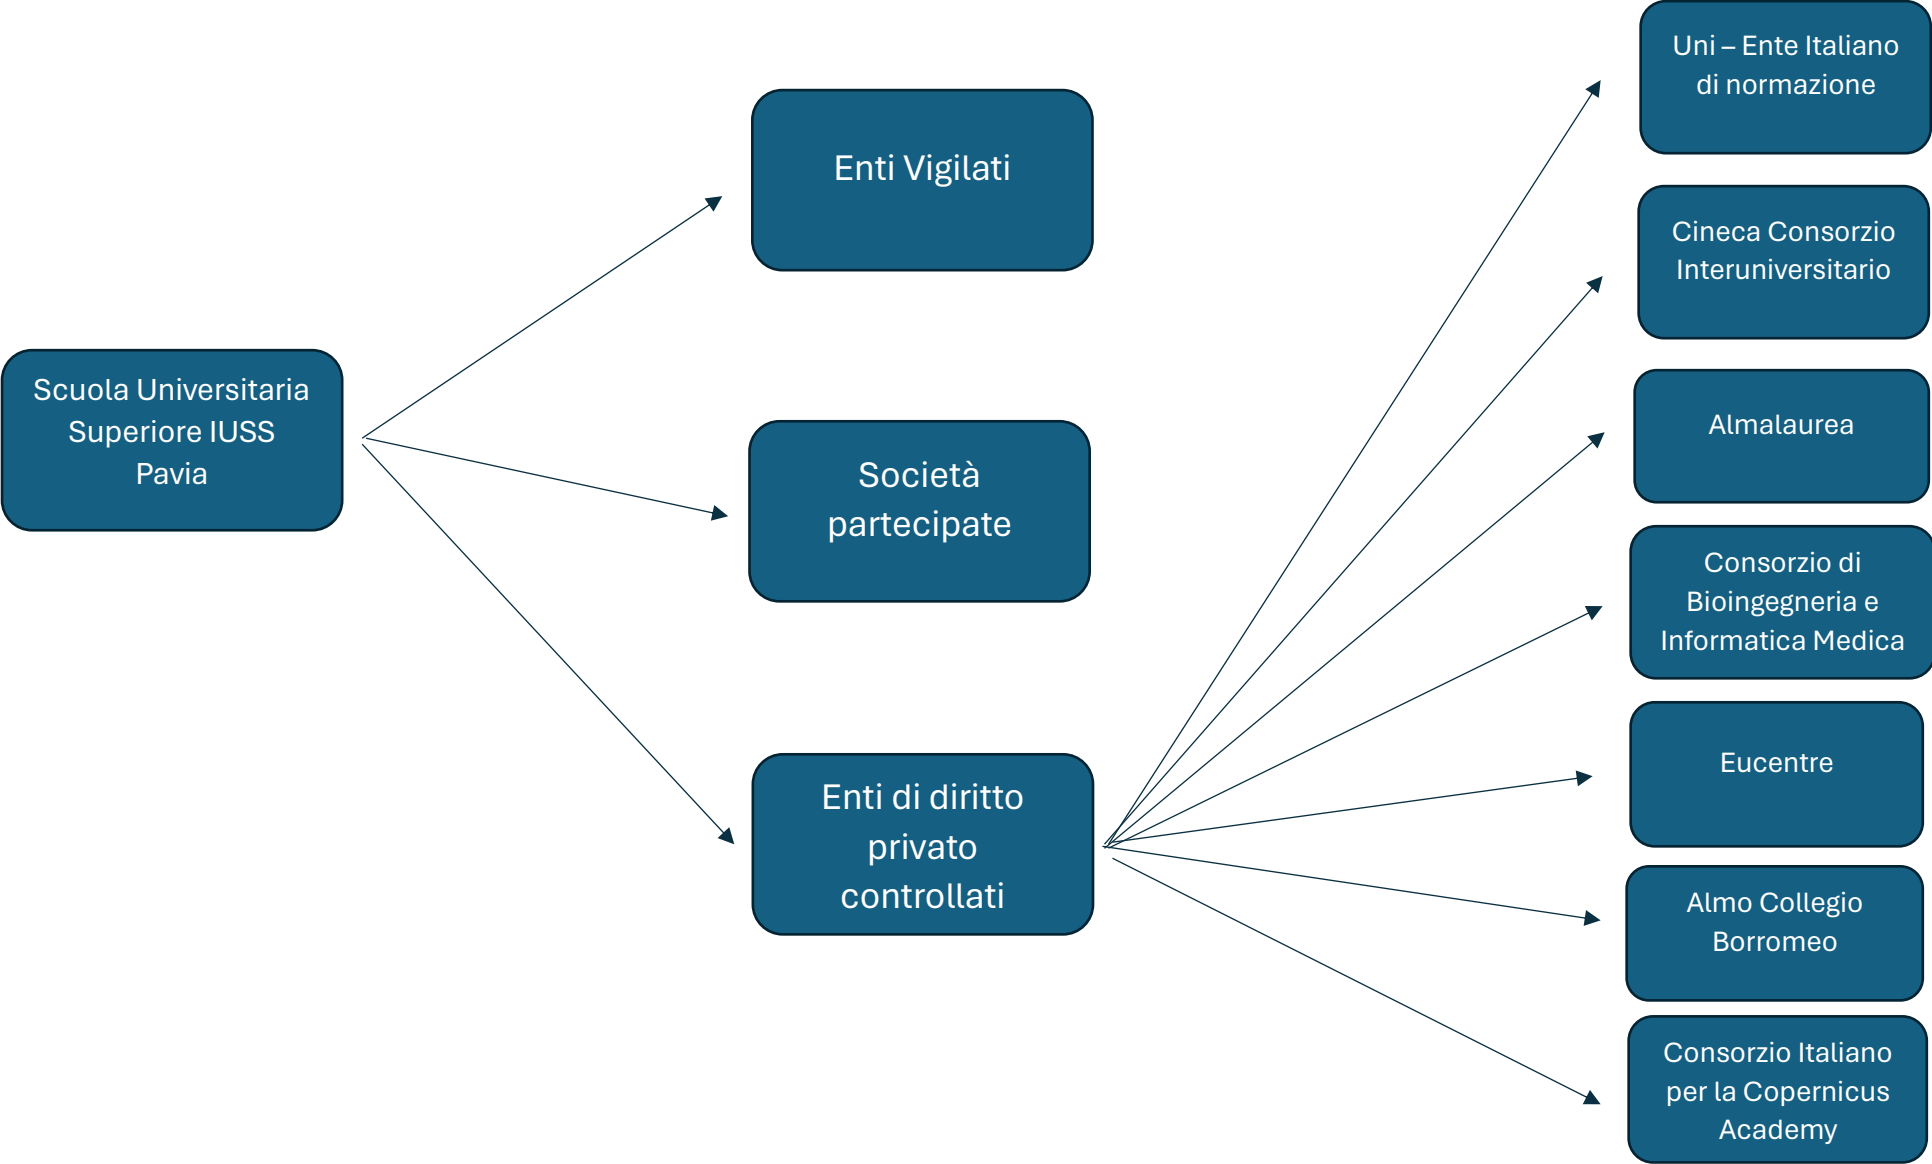 Scuola Universitaria
Superiore IUSS
Pavia
Enti Vigilati
Società
partecipate
Enti di diritto
privato
controllati
Uni – Ente Italiano
di normazione
Cineca Consorzio
Interuniversitario
Almalaurea
Consorzio di
Bioingegneria e
Informatica Medica
Eucentre
Almo Collegio
Borromeo
Consorzio Italiano
per la Copernicus
Academy